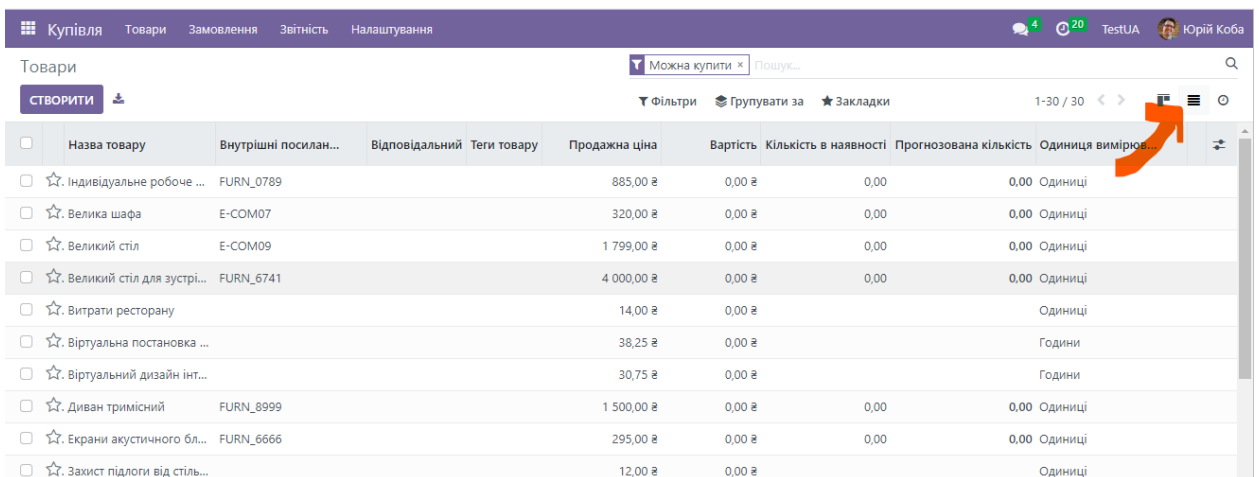 Купівля Товари Замовлення Звітність Налаштування 4 20 TestUA Юрій Коба
Товари Можна купити × Пошук...
СТВОРИТИ Фільтри Групувати за Закладки 1-30 / 30
Назва товару Внутрішні посилан... Відповідальний Теги товару Продажна ціна Вартість Кількість в наявності Прогнозована кількість Одиниця вимірюв...
. Індивідуальне робоче ... FURN_0789 885,00 ₴ 0,00 ₴ 0,00 0,00 Одиниці
. Велика шафа E-COM07 320,00 ₴ 0,00 ₴ 0,00 0,00 Одиниці
. Великий стіл E-COM09 1 799,00 ₴ 0,00 ₴ 0,00 0,00 Одиниці
. Великий стіл для зустрі... FURN_6741 4 000,00 ₴ 0,00 ₴ 0,00 0,00 Одиниці
. Витрати ресторану 14,00 ₴ 0,00 ₴ Одиниці
. Віртуальна постановка ... 38,25 ₴ 0,00 ₴ Години
. Віртуальний дизайн інт... 30,75 ₴ 0,00 ₴ Години
. Диван тримісний FURN_8999 1 500,00 ₴ 0,00 ₴ 0,00 0,00 Одиниці
. Екрани акустичного бл... FURN_6666 295,00 ₴ 0,00 ₴ 0,00 0,00 Одиниці
. Захист підлоги від стіль... 12,00 ₴ 0,00 ₴ Одиниці